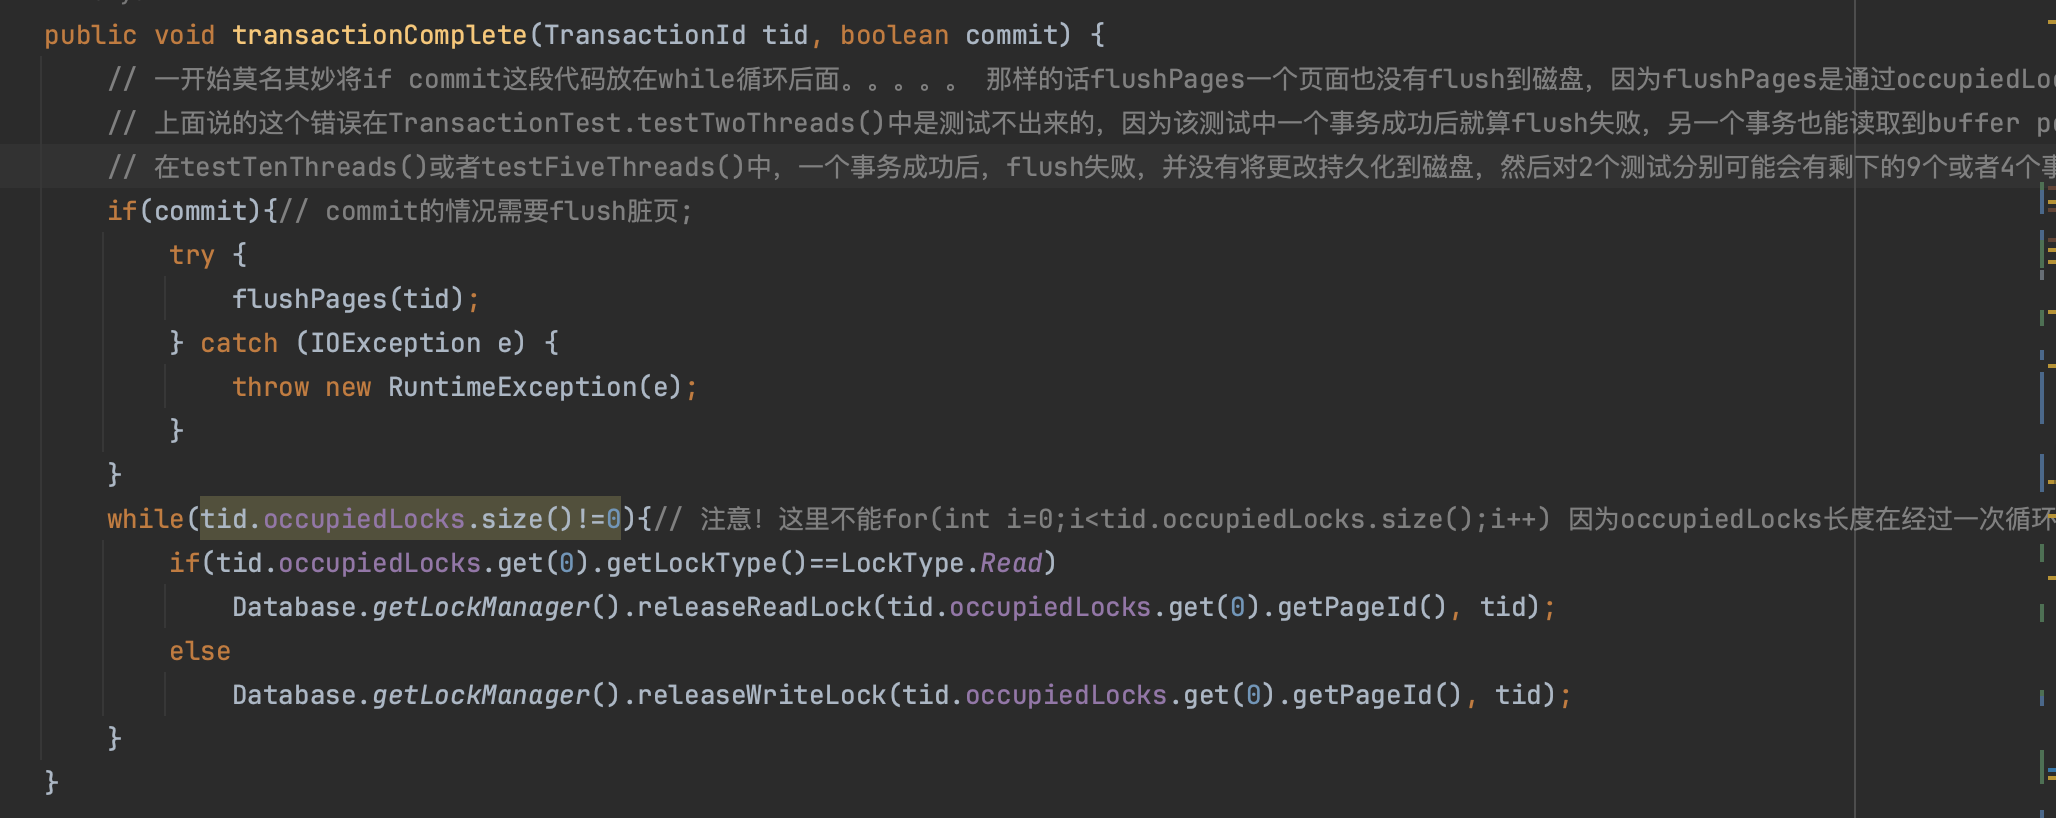 public void transactionComplete(TransactionId tid, boolean commit) {
// 一开始莫名其妙将if commit这段代码放在while循环后面。。。。。 那样的话flushPages一个页面也没有flush到磁盘，因为flushPages是通过occupiedLoc
// 上面说的这个错误在TransactionTest.testTwoThreads()中是测试不出来的，因为该测试中一个事务成功后就算flush失败，另一个事务也能读取到buffer po
// 在testTenThreads()或者testFiveThreads()中，一个事务成功后，flush失败，并没有将更改持久化到磁盘，然后对2个测试分别可能会有剩下的9个或者4个事
if(commit){// commit的情况需要flush脏页;
try {
flushPages(tid);
} catch (IOException e) {
throw new RuntimeException(e);
}
}
while(tid.occupiedLocks.size()!=0){// 注意！这里不能for(int i=0;i<tid.occupiedLocks.size();i++) 因为occupiedLocks长度在经过一次循环
if(tid.occupiedLocks.get(0).getLockType()==LockType.Read)
Database.getLockManager().releaseReadLock(tid.occupiedLocks.get(0).getPageId(), tid);
else
Database.getLockManager().releaseWriteLock(tid.occupiedLocks.get(0).getPageId(), tid);
}
}